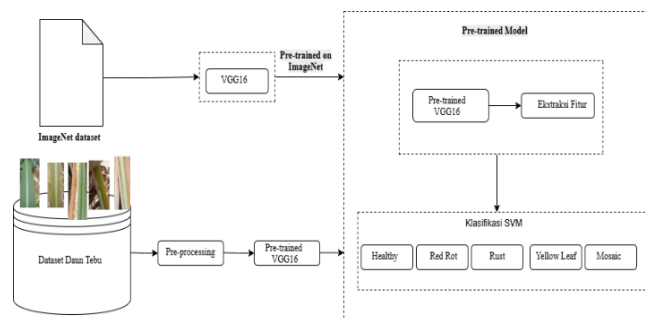 Pre-trained Model
Pre-trained on
ImageNet
VGG16
Pre-trained
VGG16
Ekstraksi Fitur
ImageNet dataset
Klasifikasi SVM
Dataset Daun Tebu
Pre-processing
Pre-trained
VGG16
Healthy
Red Rot
Rust
Yellow Leaf
Mosaic